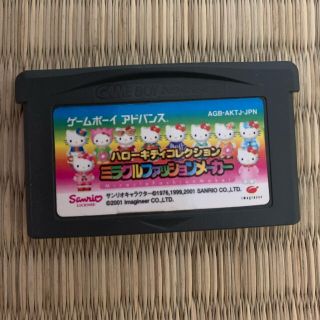 GAME BOY
ゲームボーイ アドバンス
AGB-AKTJ-JPN
ハローキティコレクション
ミラクルファッションメーカー
サンリオキャラクター©1976,1999,2001 SANRIO CO.,LTD.
©2001 Imagineer CO.,LTD.
Sanrio
LICENSEE
imagineer